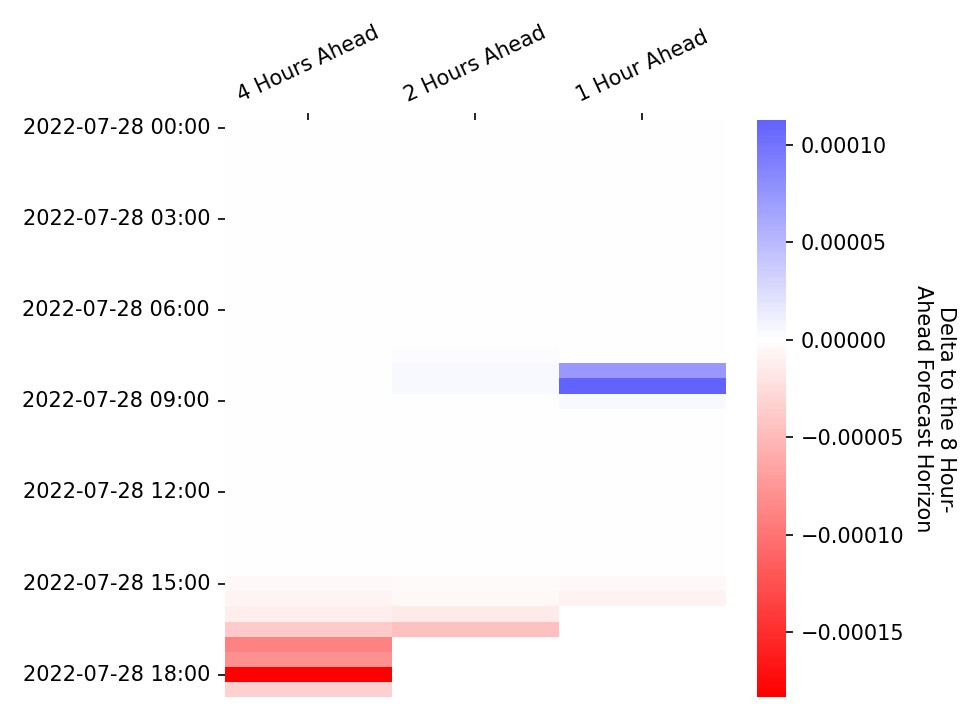 4 Hours Ahead
2 Hours Ahead
1 Hour Ahead
2022-07-28 00:00
2022-07-28 03:00
2022-07-28 06:00
2022-07-28 09:00
2022-07-28 12:00
2022-07-28 15:00
2022-07-28 18:00
0.00010
0.00005
0.00000
−0.00005
−0.00010
−0.00015
Delta to the 8 Hour-
Ahead Forecast Horizon